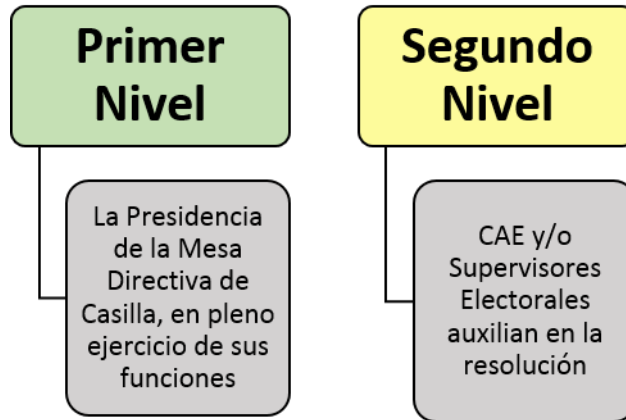 Primer
Nivel
La Presidencia
de la Mesa
Directiva de
Casilla, en pleno
ejercicio de sus
funciones
Segundo
Nivel
CAE y/o
Supervisores
Electorales
auxilian en la
resolución